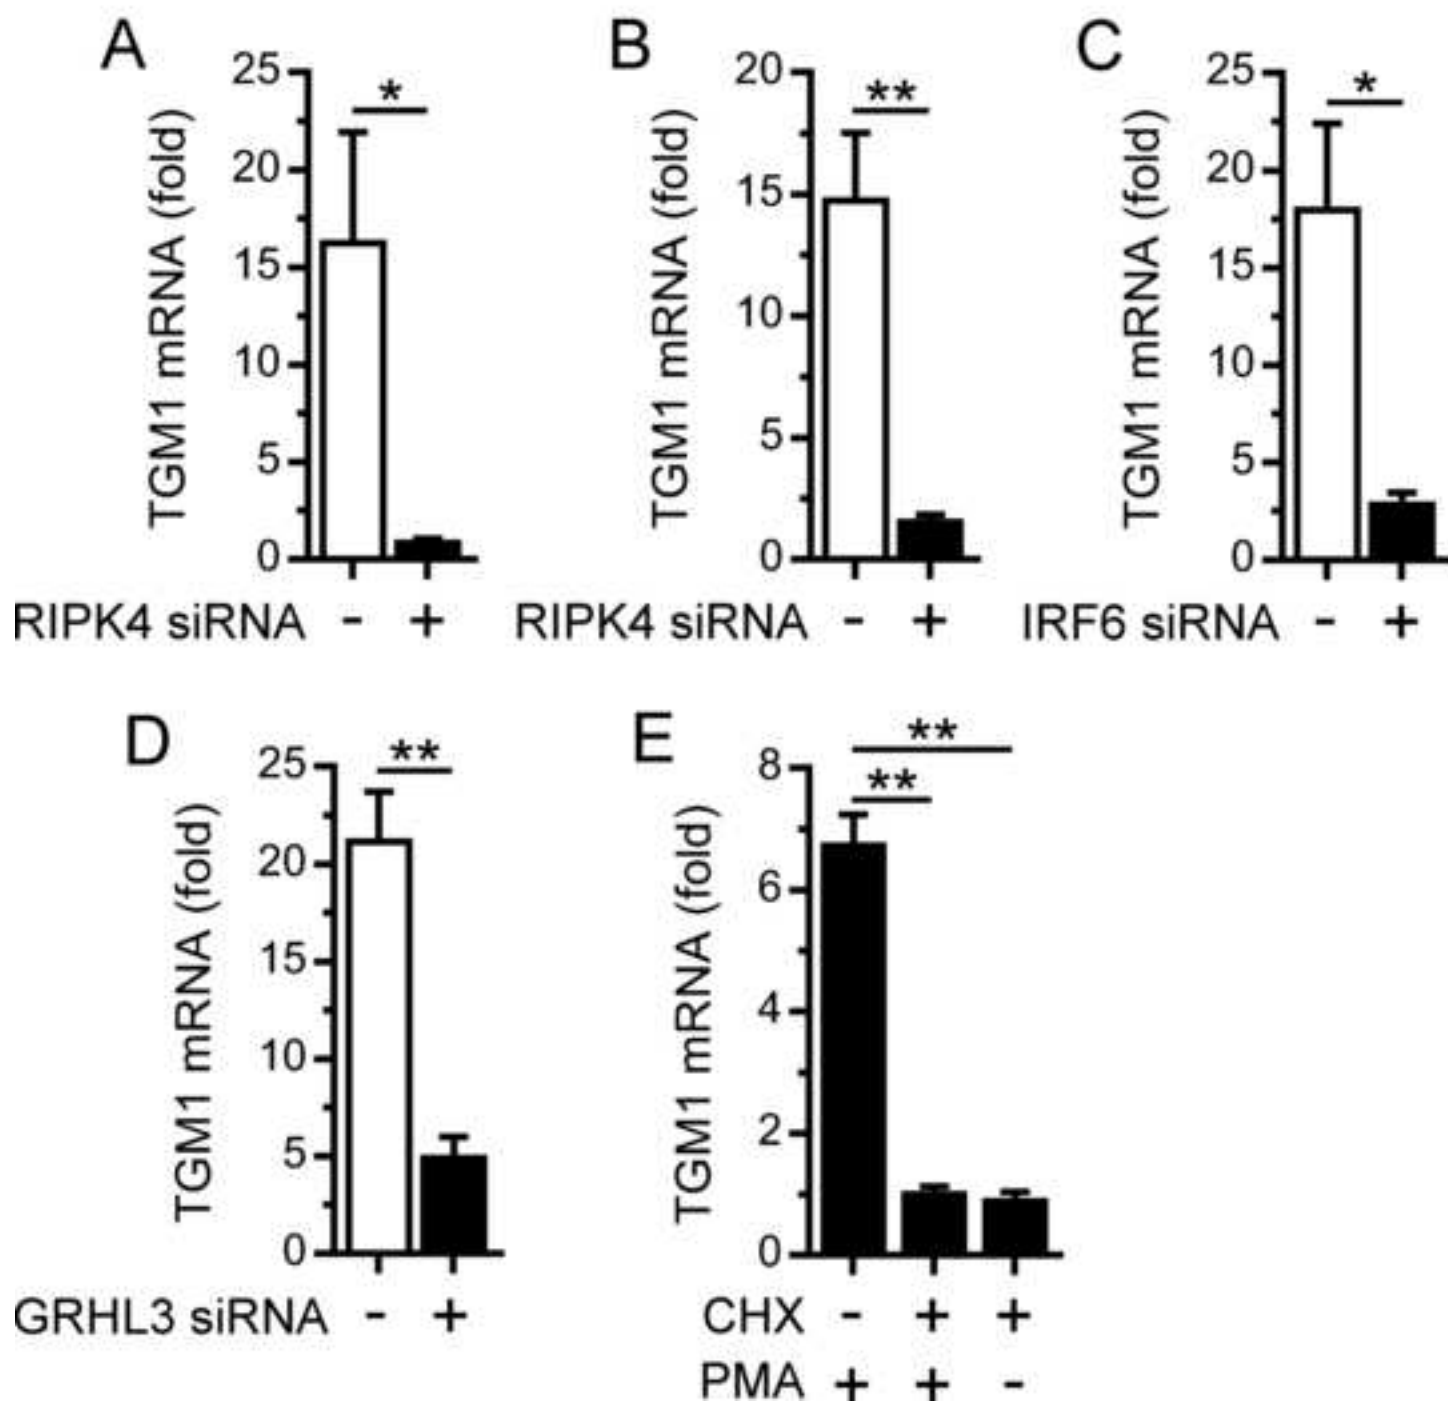 A
TGM1 mRNA (fold)
25
20
15
10
5
0
*
RIPK4 siRNA - +
B
TGM1 mRNA (fold)
20
15
10
5
0
**
RIPK4 siRNA - +
C
TGM1 mRNA (fold)
25
20
15
10
5
0
*
IRF6 siRNA - +
D
TGM1 mRNA (fold)
25
20
15
10
5
0
**
GRHL3 siRNA - +
E
TGM1 mRNA (fold)
8
6
4
2
0
**
**
CHX - + +
PMA + + -